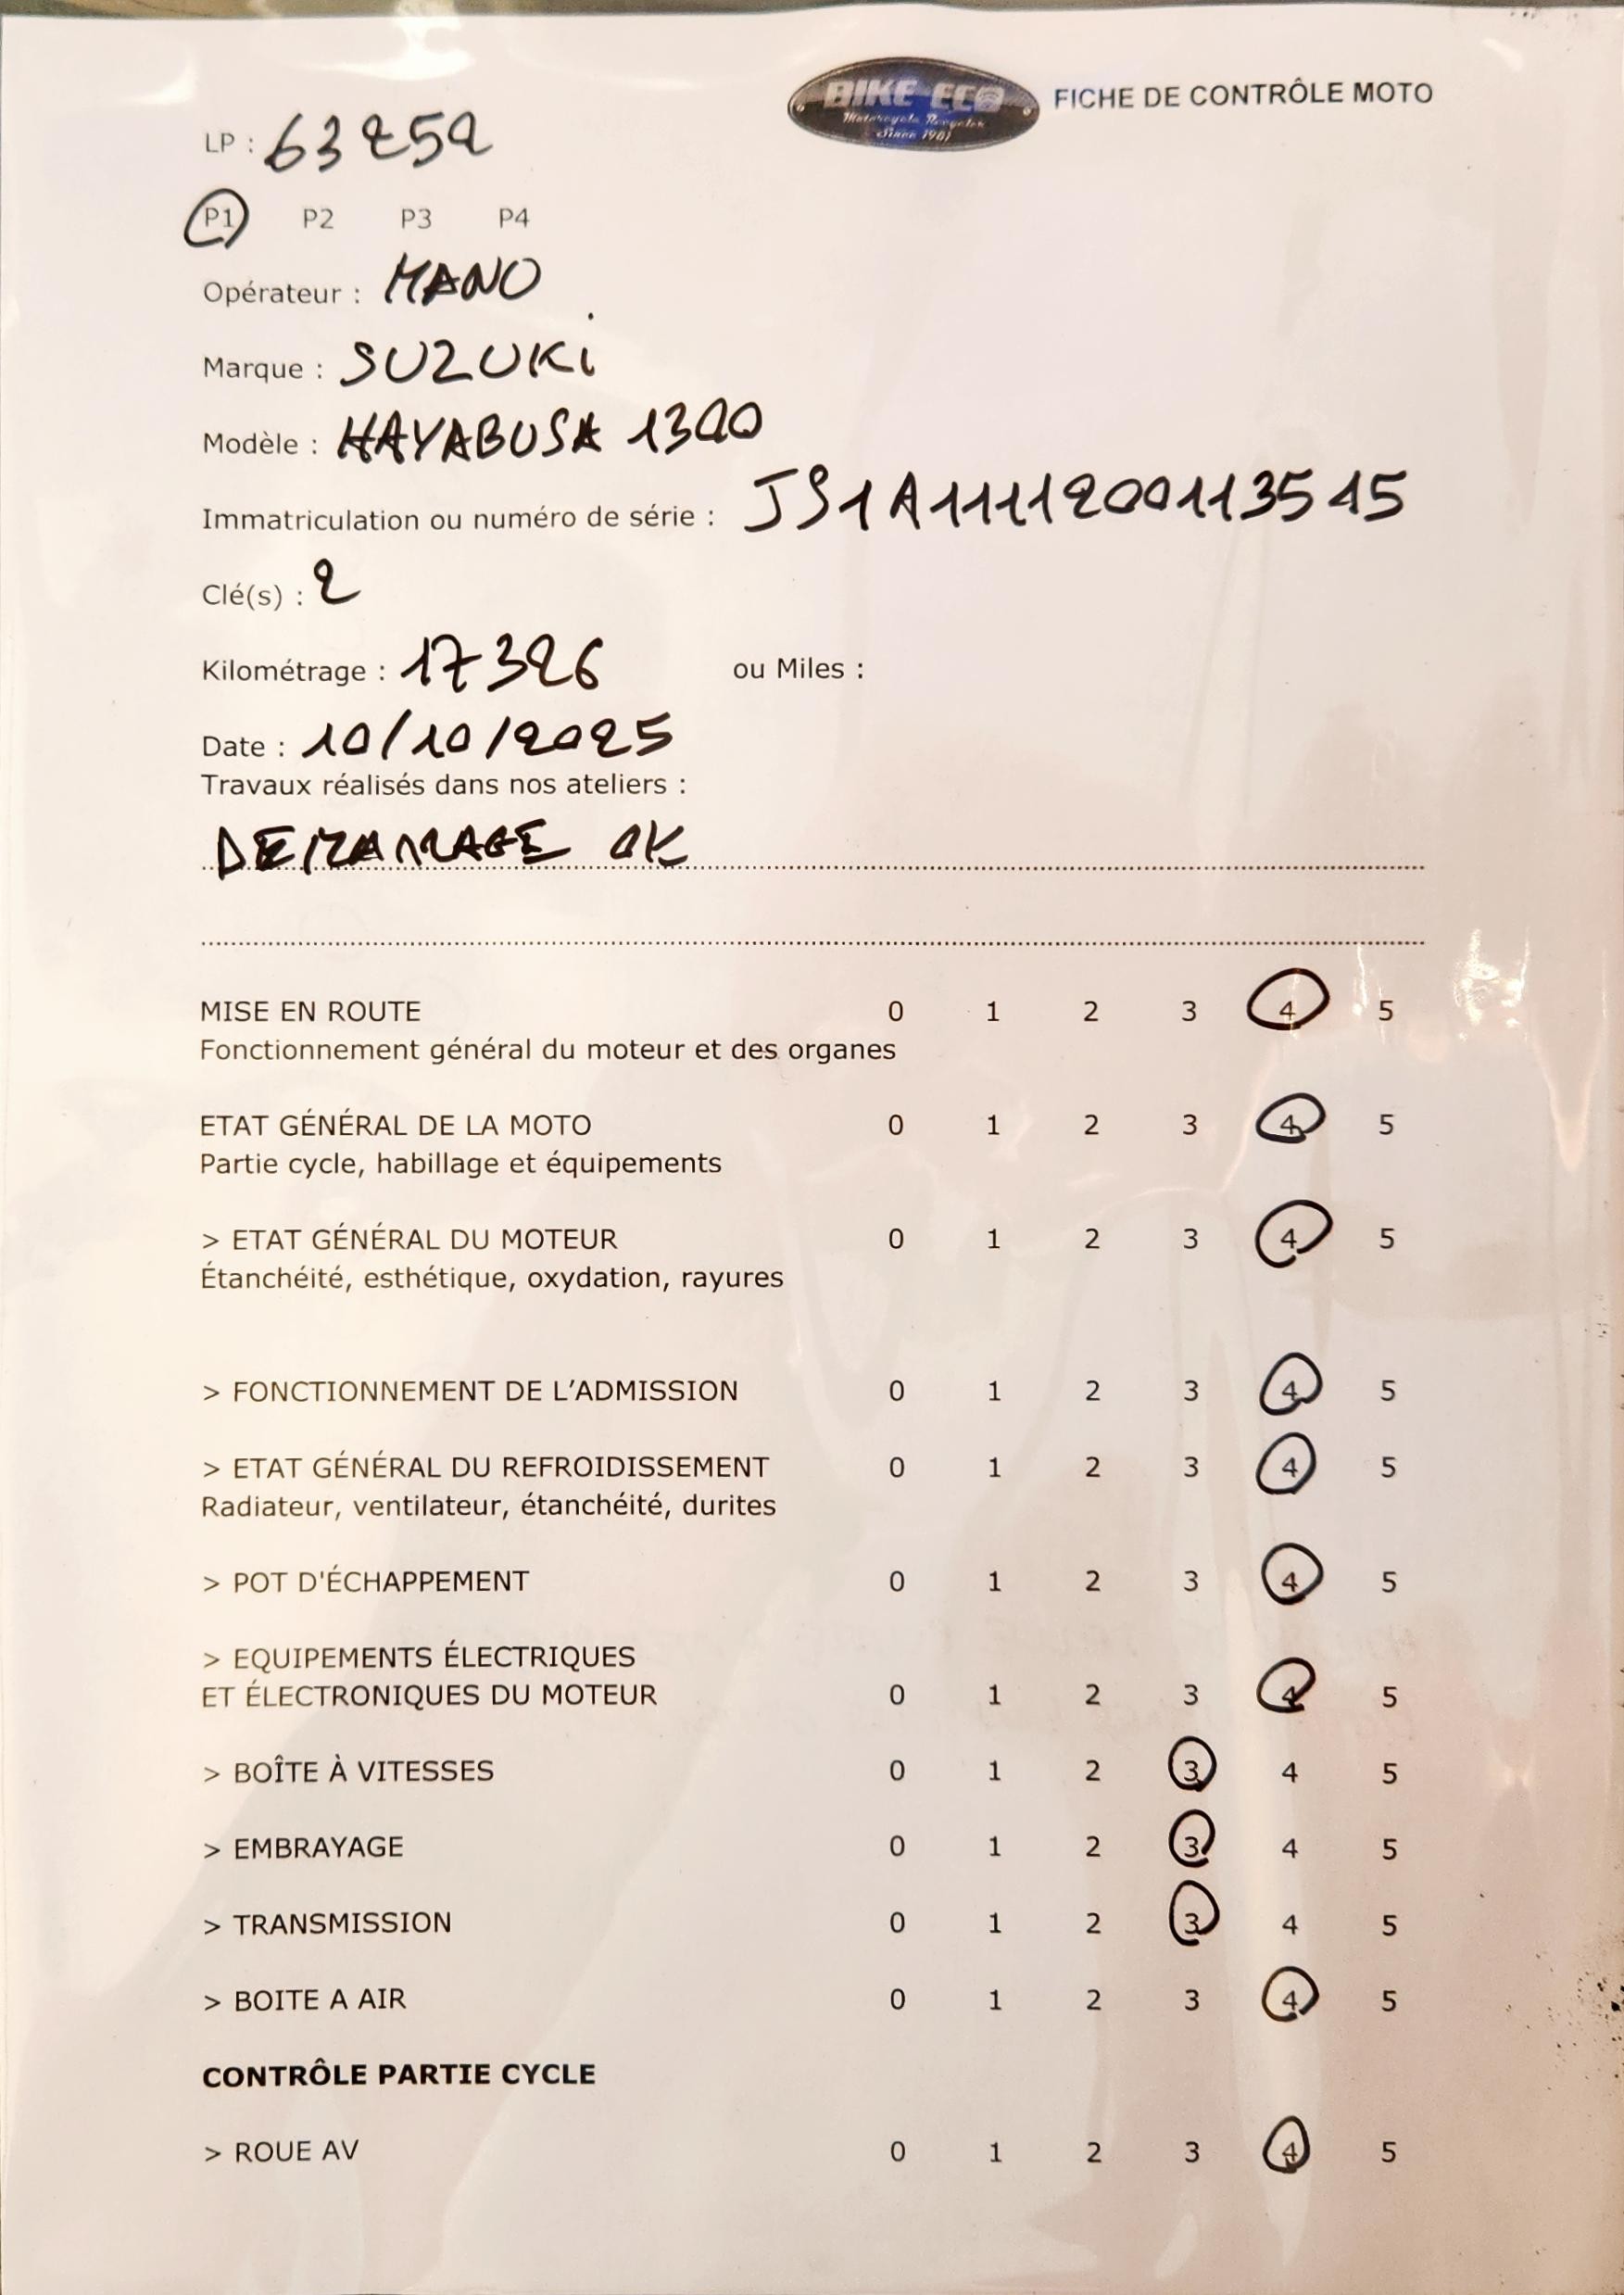 BIKE ECO
Motorcycle Recycler
Since 1981
FICHE DE CONTRÔLE MOTO
LP : 63252
P1 P2 P3 P4
Opérateur : MANO
Marque : SUZUKi
Modèle : HAYABUSA 1300
Immatriculation ou numéro de série : JS1A1111200113515
Clé(s) : 2
Kilométrage : 17326 ou Miles :
Date : 10/10/2025
Travaux réalisés dans nos ateliers :
DEMARRAGE OK
MISE EN ROUTE 0 1 2 3 4 5
Fonctionnement général du moteur et des organes
ETAT GÉNÉRAL DE LA MOTO 0 1 2 3 4 5
Partie cycle, habillage et équipements
> ETAT GÉNÉRAL DU MOTEUR 0 1 2 3 4 5
Étanchéité, esthétique, oxydation, rayures
> FONCTIONNEMENT DE L'ADMISSION 0 1 2 3 4 5
> ETAT GÉNÉRAL DU REFROIDISSEMENT 0 1 2 3 4 5
Radiateur, ventilateur, étanchéité, durites
> POT D'ÉCHAPPEMENT 0 1 2 3 4 5
> EQUIPEMENTS ÉLECTRIQUES
ET ÉLECTRONIQUES DU MOTEUR 0 1 2 3 4 5
> BOÎTE À VITESSES 0 1 2 3 4 5
> EMBRAYAGE 0 1 2 3 4 5
> TRANSMISSION 0 1 2 3 4 5
> BOITE A AIR 0 1 2 3 4 5
CONTRÔLE PARTIE CYCLE
> ROUE AV 0 1 2 3 4 5